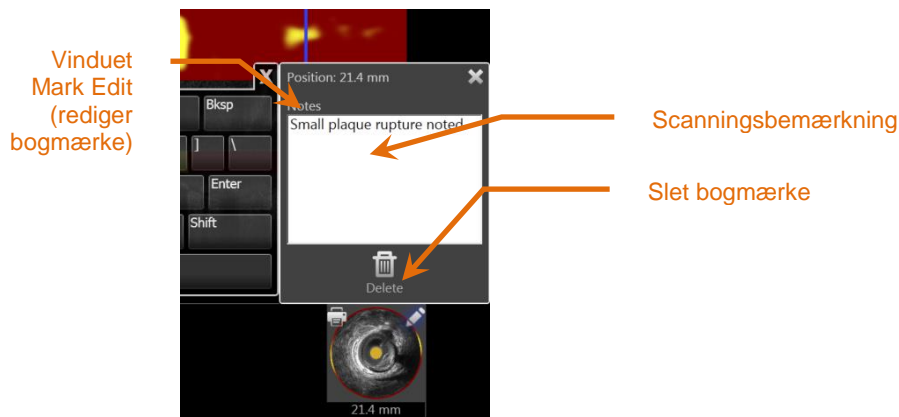 Vinduet
Mark Edit
(rediger
bogmærke)
Bksp
]
\
Enter
Shift
Position: 21.4 mm
Notes
Small plaque rupture noted
Delete
21.4 mm
Scanningsbemærkning
Slet bogmærke